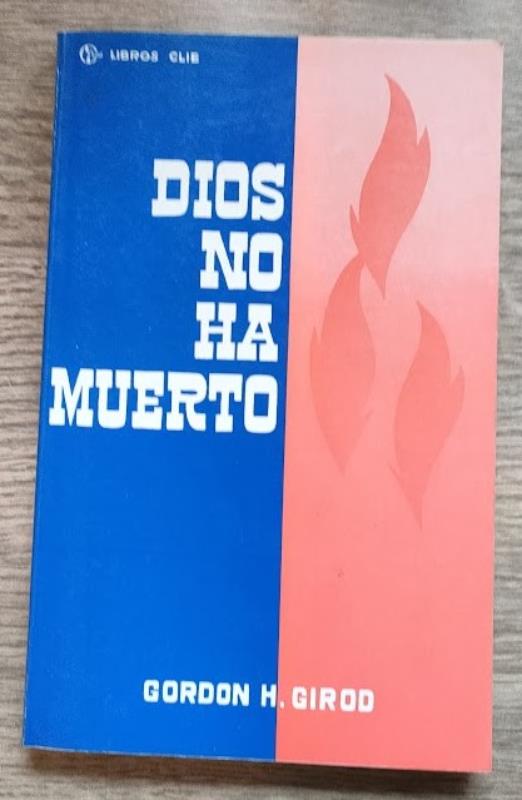 LIBROS CLIE
DIOS
NO
HA
MUERTO
GORDON H. GIROD